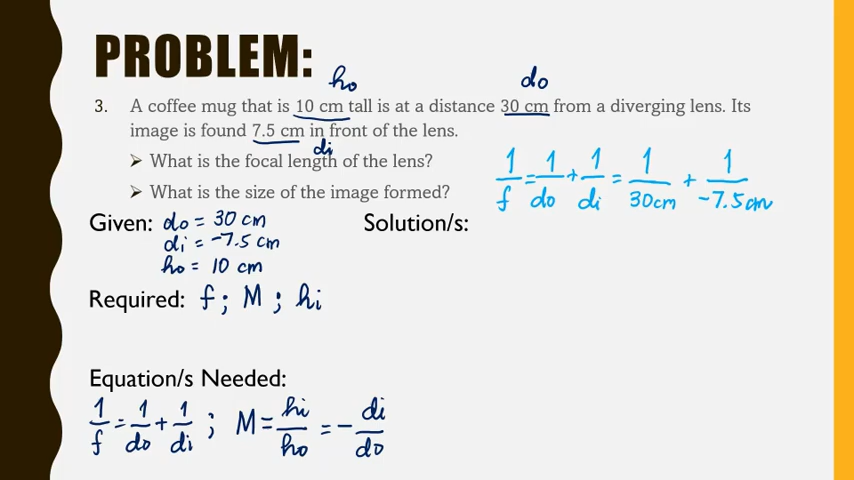 PROBLEM:
ho do
3. A coffee mug that is 10 cm tall is at a distance 30 cm from a diverging lens. Its
image is found 7.5 cm in front of the lens.
di
➢ What is the focal length of the lens?
➢ What is the size of the image formed?
1/f = 1/do + 1/di = 1/30cm + 1/-7.5cm
Given: do = 30 cm
di = -7.5 cm
ho = 10 cm
Solution/s:
Required: f ; M ; hi
Equation/s Needed:
1/f = 1/do + 1/di ; M = hi/ho = - di/do